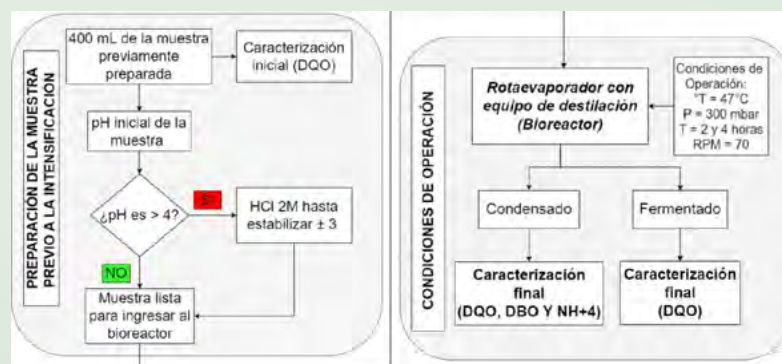 PREPARACIÓN DE LA MUESTRA
PREVIO A LA INTENSIFICACIÓN
400 mL de la muestra
previamente
preparada
Caracterización
inicial (DQO)
pH inicial de la
muestra
¿pH es > 4?
SI
HCl 2M hasta
estabilizar ± 3
NO
Muestra lista
para ingresar al
bioreactor
CONDICIONES DE OPERACIÓN
Rotaevaporador con
equipo de destilación
(Bioreactor)
Condiciones de
Operación:
°T = 47°C
P = 300 mbar
T = 2 y 4 horas
RPM = 70
Condensado
Fermentado
Caracterización
final
(DQO, DBO Y NH+4)
Caracterización
final
(DQO)